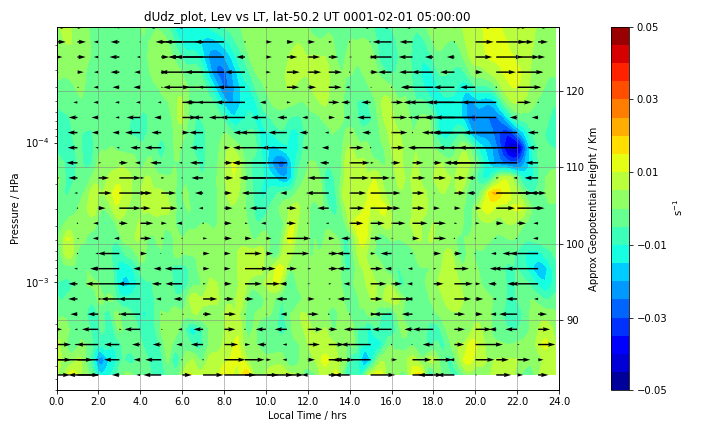 dUdz_plot, Lev vs LT, lat-50.2 UT 0001-02-01 05:00:00
Pressure / HPa
10⁻⁴
10⁻³
0.0 2.0 4.0 6.0 8.0 10.0 12.0 14.0 16.0 18.0 20.0 22.0 24.0
Local Time / hrs
120
110
100
90
Approx Geopotential Height / Km
0.05
0.03
0.01
−0.01
−0.03
−0.05
s⁻¹